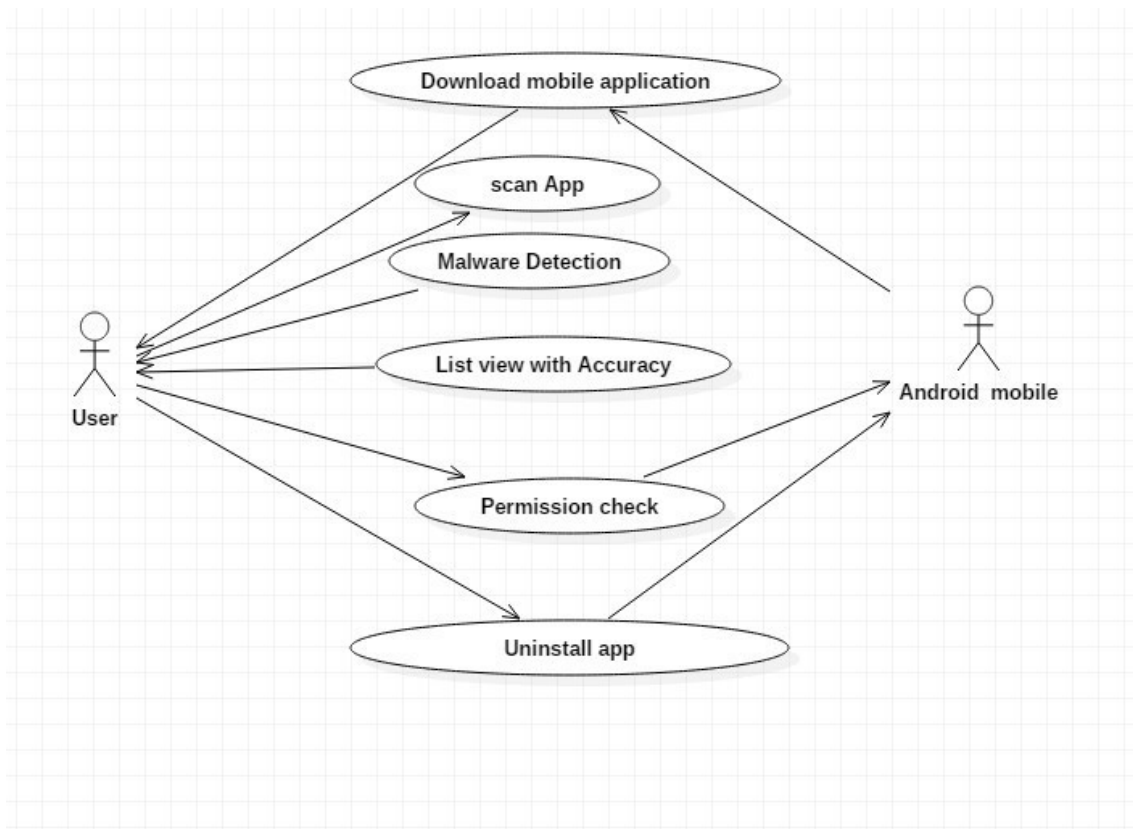 Download mobile application
scan App
Malware Detection
List view with Accuracy
User
Android  mobile
Permission check
Uninstall app